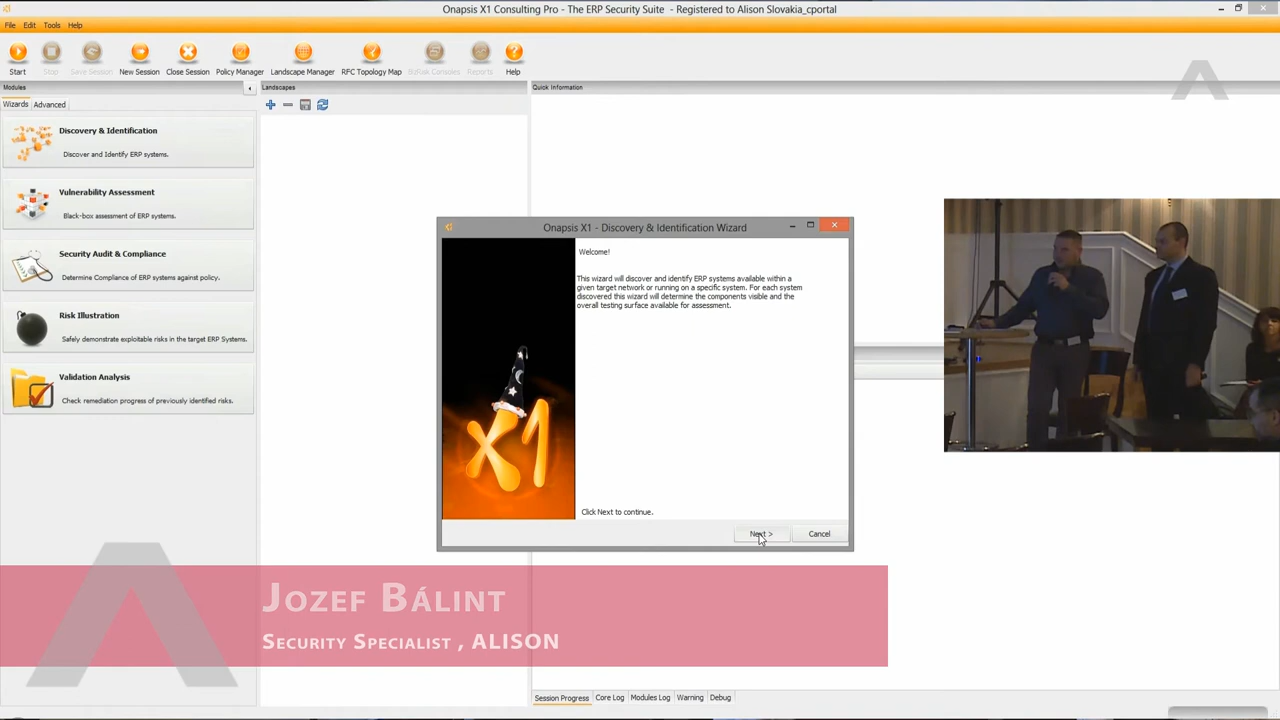 Onapsis X1 Consulting Pro - The ERP Security Suite - Registered to Alison Slovakia_cportal
File Edit Tools Help
Start Stop Save Session New Session Close Session Policy Manager Landscape Manager RFC Topology Map BizRisk Consoles Reports Help
Modules
Landscapes
Quick Information
Wizards Advanced
Discovery & Identification
Discover and Identify ERP systems.
Vulnerability Assessment
Black-box assessment of ERP systems.
Security Audit & Compliance
Determine Compliance of ERP systems against policy.
Risk Illustration
Safely demonstrate exploitable risks in the target ERP Systems.
Validation Analysis
Check remediation progress of previously identified risks.
Onapsis X1 - Discovery & Identification Wizard
Welcome!
This wizard will discover and identify ERP systems available within a
given target network or running on a specific system. For each system
discovered this wizard will determine the components visible and the
overall testing surface available for assessment.
X1
Click Next to continue.
Next > Cancel
Jozef Bálint
Security Specialist , ALISON
Session Progress Core Log Modules Log Warning Debug